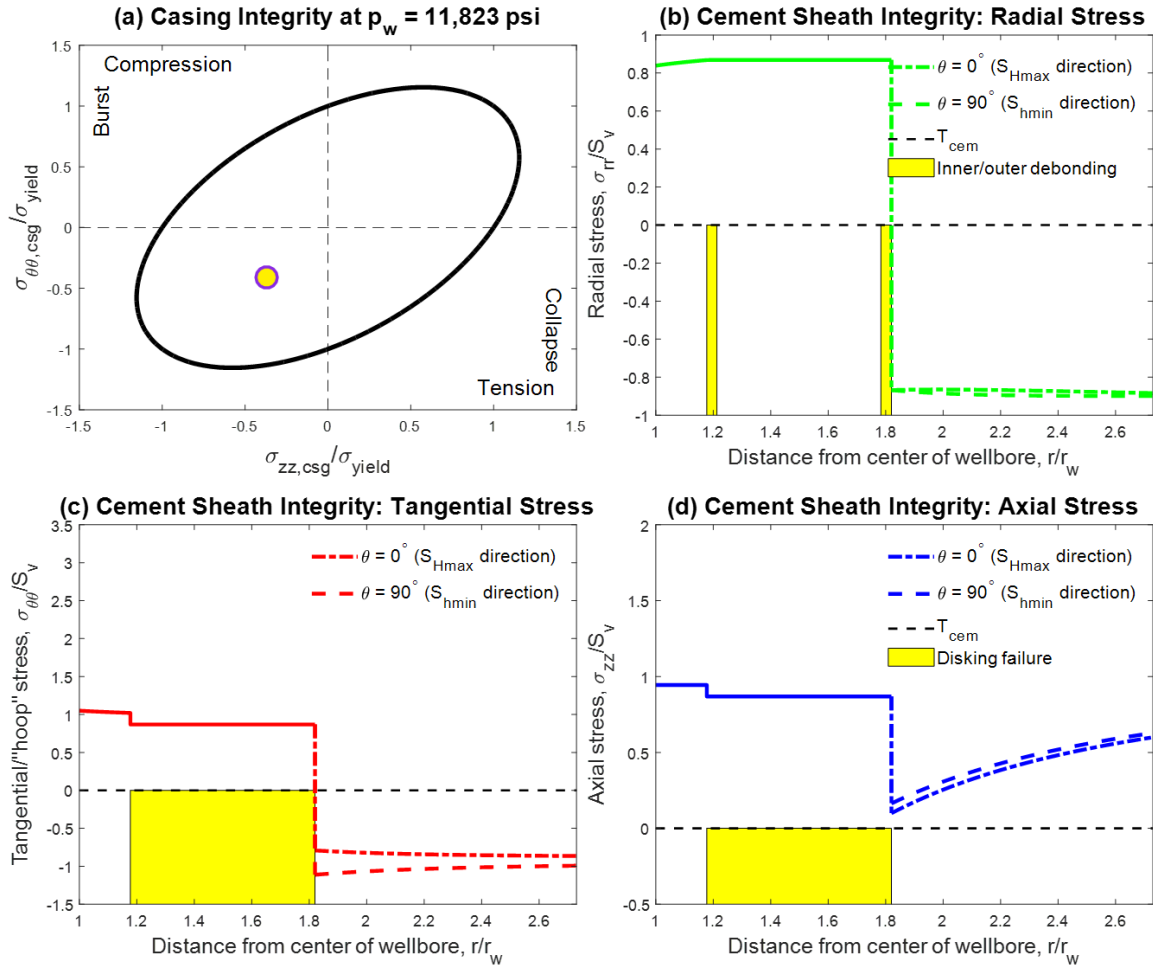 (a) Casing Integrity at p_w = 11,823 psi
1.5
1
0.5
0
-0.5
-1
-1.5
σ_θθ,csg/σ_yield
Compression
Burst
Collapse
Tension
-1.5 -1 -0.5 0 0.5 1 1.5
σ_zz,csg/σ_yield
(b) Cement Sheath Integrity: Radial Stress
1
0.8
0.6
0.4
0.2
0
-0.2
-0.4
-0.6
-0.8
-1
Radial stress, σ_rr/S_v
θ = 0° (S_Hmax direction)
θ = 90° (S_hmin direction)
T_cem
Inner/outer debonding
1 1.2 1.4 1.6 1.8 2 2.2 2.4 2.6
Distance from center of wellbore, r/r_w
(c) Cement Sheath Integrity: Tangential Stress
3.5
3
2.5
2
1.5
1
0.5
0
-0.5
-1
-1.5
Tangential/"hoop" stress, σ_θθ/S_v
θ = 0° (S_Hmax direction)
θ = 90° (S_hmin direction)
1 1.2 1.4 1.6 1.8 2 2.2 2.4 2.6
Distance from center of wellbore, r/r_w
(d) Cement Sheath Integrity: Axial Stress
2
1.5
1
0.5
0
-0.5
Axial stress, σ_zz/S_v
θ = 0° (S_Hmax direction)
θ = 90° (S_hmin direction)
T_cem
Disking failure
1 1.2 1.4 1.6 1.8 2 2.2 2.4 2.6
Distance from center of wellbore, r/r_w